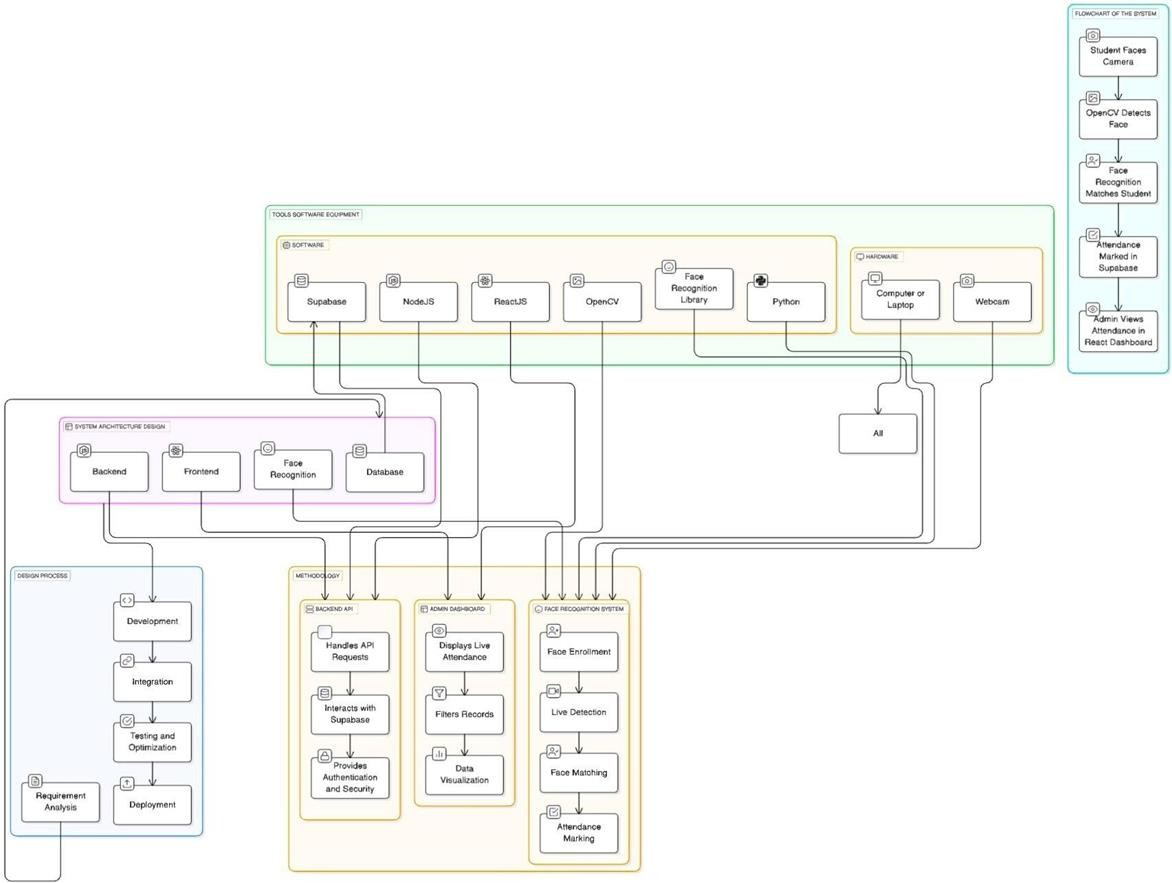 FLOWCHART OF THE SYSTEM
Student Faces
Camera
OpenCV Detects
Face
Face
Recognition
Matches Student
Attendance
Marked in
Supabase
Admin Views
Attendance in
React Dashboard
TOOLS SOFTWARE EQUIPMENT
SOFTWARE
Supabase
NodeJS
ReactJS
OpenCV
Face
Recognition
Library
Python
HARDWARE
Computer or
Laptop
Webcam
All
SYSTEM ARCHITECTURE DESIGN
Backend
Frontend
Face
Recognition
Database
DESIGN PROCESS
Development
Integration
Testing and
Optimization
Deployment
Requirement
Analysis
METHODOLOGY
BACKEND API
Handles API
Requests
Interacts with
Supabase
Provides
Authentication
and Security
ADMIN DASHBOARD
Displays Live
Attendance
Filters Records
Data
Visualization
FACE RECOGNITION SYSTEM
Face Enrollment
Live Detection
Face Matching
Attendance
Marking